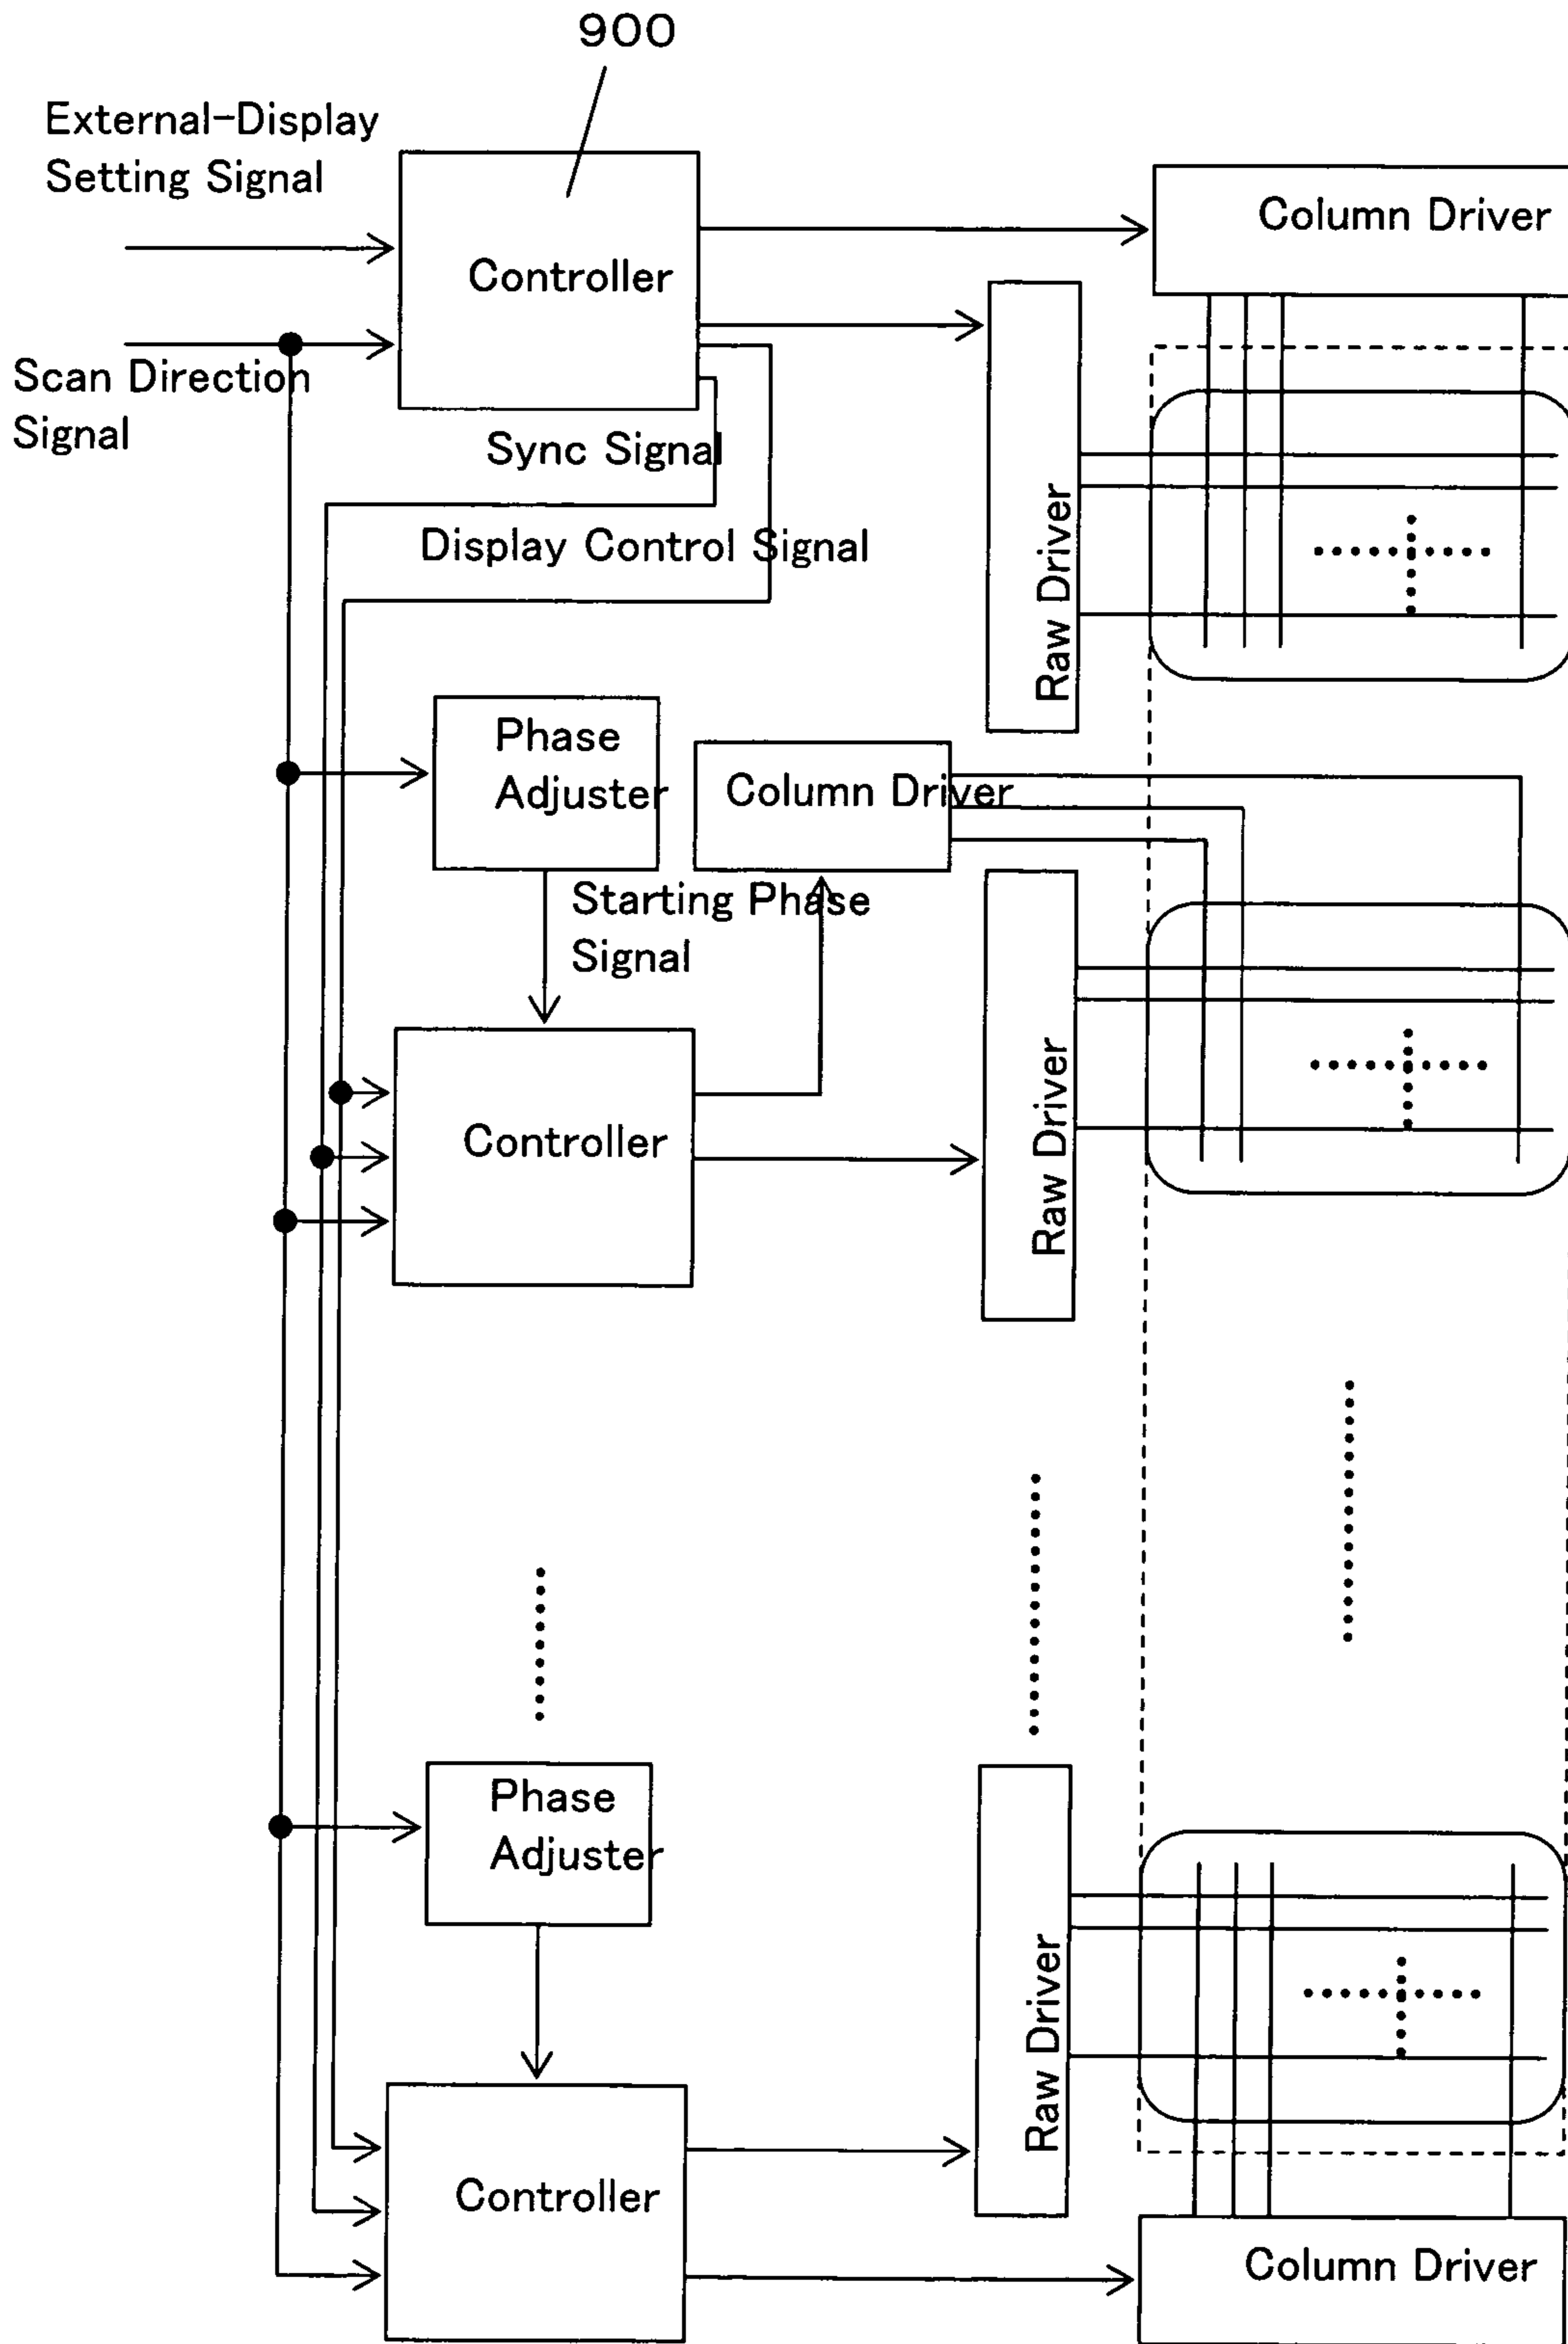 900
External-Display
Setting Signal
Column Driver
Controller
Scan Direction
Signal
Sync Signal
Display Control Signal
Raw Driver
Phase
Adjuster
Column Driver
Starting Phase
Signal
Controller
Raw Driver
Phase
Adjuster
Raw Driver
Controller
Column Driver